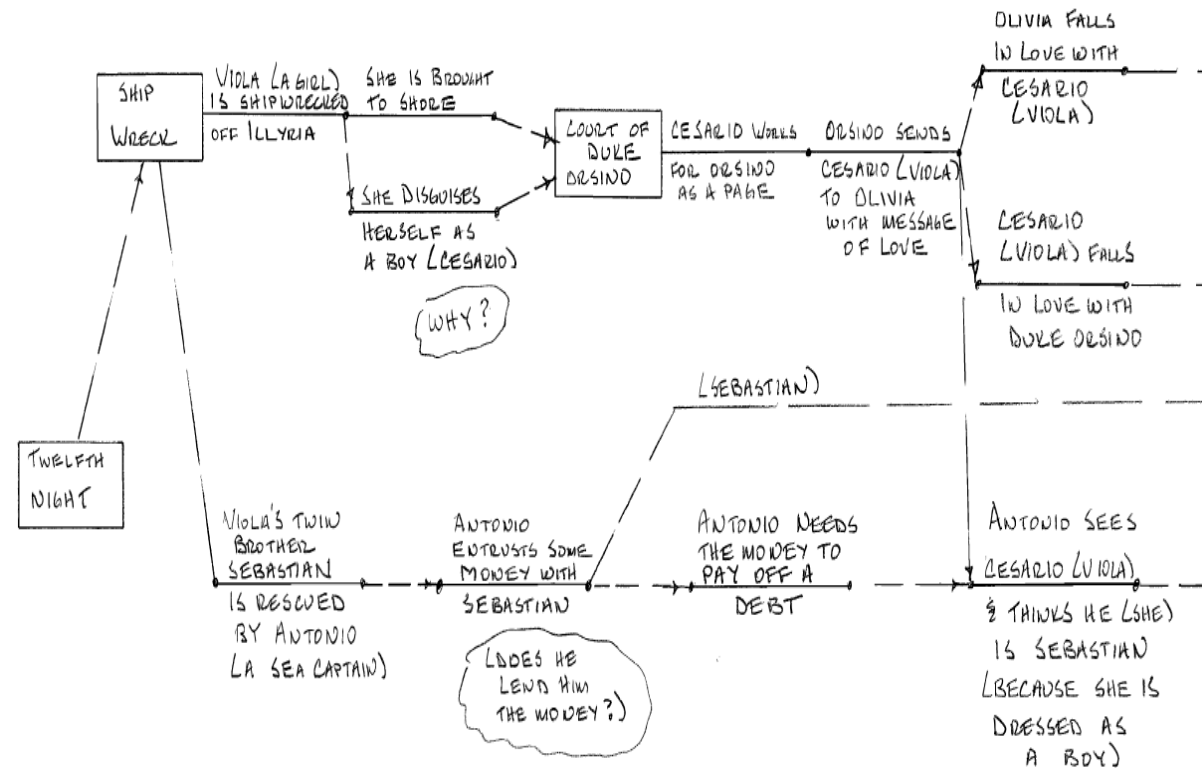 SHIP
WRECK
VIOLA (A GIRL)
IS SHIPWRECKED
OFF ILLYRIA
SHE IS BROUGHT
TO SHORE
SHE DISGUISES
HERSELF AS
A BOY (CESARIO)
WHY?
COURT OF
DUKE
ORSINO
CESARIO WORKS
FOR ORSINO
AS A PAGE
ORSINO SENDS
CESARIO (VIOLA)
TO OLIVIA
WITH MESSAGE
OF LOVE
OLIVIA FALLS
IN LOVE WITH
CESARIO
(VIOLA)
CESARIO
(VIOLA) FALLS
IN LOVE WITH
DUKE ORSINO
(SEBASTIAN)
TWELFTH
NIGHT
VIOLA'S TWIN
BROTHER
SEBASTIAN
IS RESCUED
BY ANTONIO
(A SEA CAPTAIN)
ANTONIO
ENTRUSTS SOME
MONEY WITH
SEBASTIAN
(DOES HE
LEND HIM
THE MONEY?)
ANTONIO NEEDS
THE MONEY TO
PAY OFF A
DEBT
ANTONIO SEES
CESARIO (VIOLA)
& THINKS HE (SHE)
IS SEBASTIAN
(BECAUSE SHE IS
DRESSED AS
A BOY)